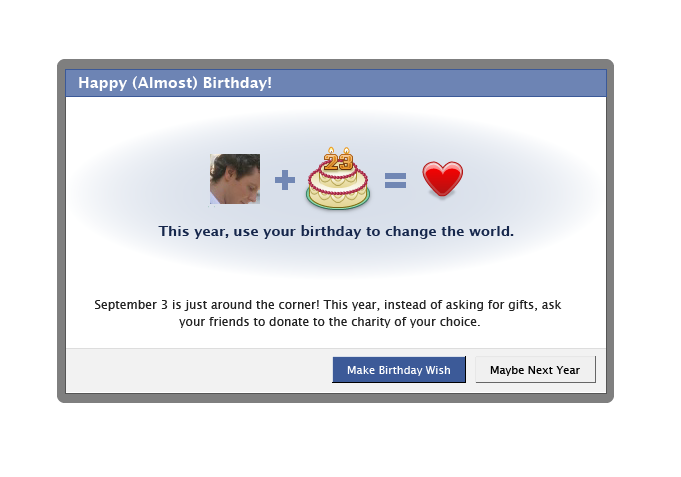 Happy (Almost) Birthday!
23
This year, use your birthday to change the world.
September 3 is just around the corner! This year, instead of asking for gifts, ask
your friends to donate to the charity of your choice.
Make Birthday Wish Maybe Next Year